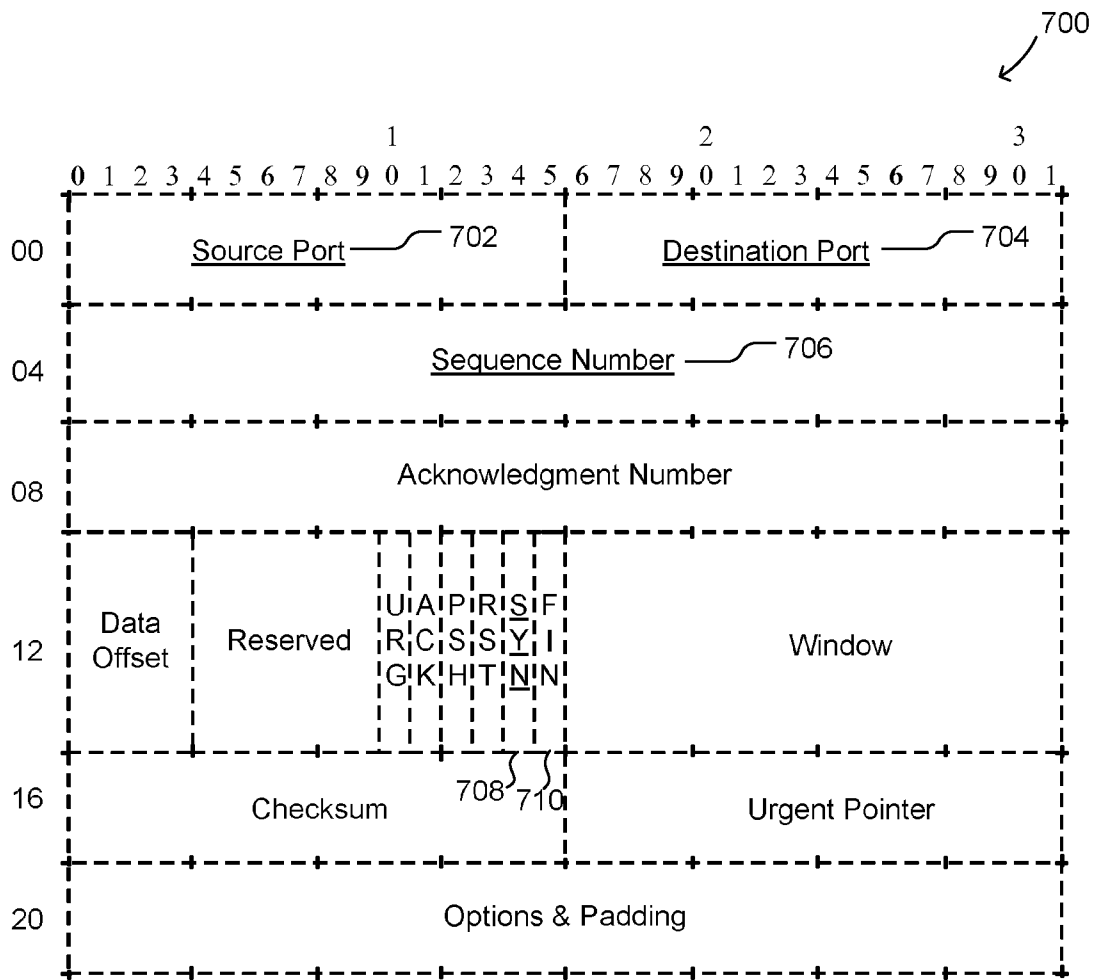 700
1 2 3
0 1 2 3 4 5 6 7 8 9 0 1 2 3 4 5 6 7 8 9 0 1 2 3 4 5 6 7 8 9 0 1
00 Source Port 702 Destination Port 704
04 Sequence Number 706
08 Acknowledgment Number
U A P R S F
Data
R C S S Y I
Offset Reserved
12 Window
G K H T N N
708 710
16 Checksum Urgent Pointer
20 Options & Padding